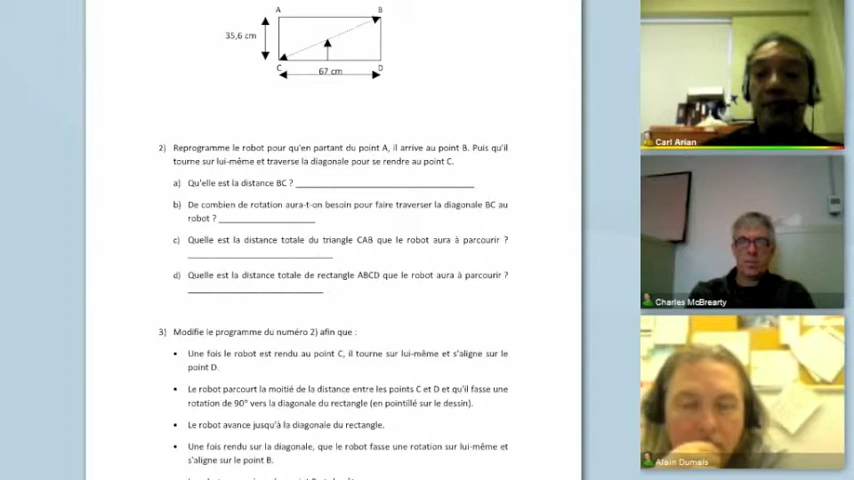 A B
35,6 cm
C D
67 cm
2) Reprogramme le robot pour qu'en partant du point A, il arrive au point B. Puis qu'il
tourne sur lui-même et traverse la diagonale pour se rendre au point C.
a) Qu'elle est la distance BC ?
b) De combien de rotation aura-t-on besoin pour faire traverser la diagonale BC au
robot ?
c) Quelle est la distance totale du triangle CAB que le robot aura à parcourir ?
d) Quelle est la distance totale de rectangle ABCD que le robot aura à parcourir ?
3) Modifie le programme du numéro 2) afin que :
• Une fois le robot est rendu au point C, il tourne sur lui-même et s'aligne sur le
point D.
• Le robot parcourt la moitié de la distance entre les points C et D et qu'il fasse une
rotation de 90° vers la diagonale du rectangle (en pointillé sur le dessin).
• Le robot avance jusqu'à la diagonale du rectangle.
• Une fois rendu sur la diagonale, que le robot fasse une rotation sur lui-même et
s'aligne sur le point B.
Carl Arian
Charles McBrearty
Alain Dumais